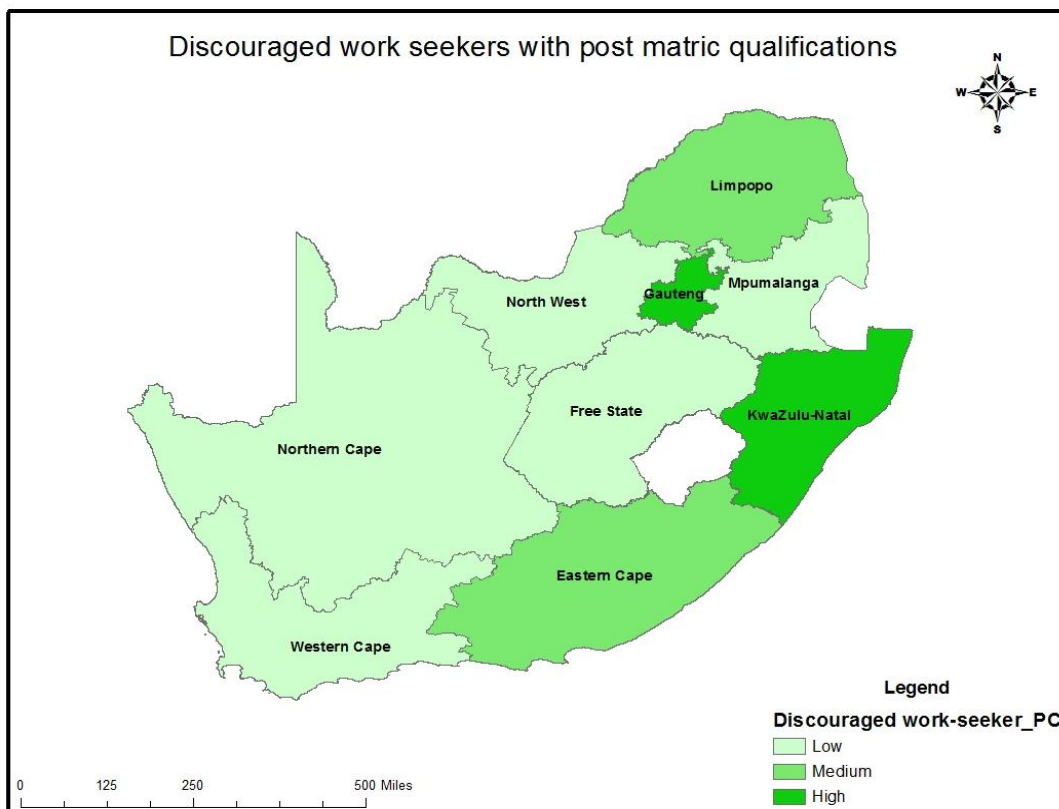 Discouraged work seekers with post matric qualifications
N
W E
S
Limpopo
Mpumalanga
Gauteng
North West
Free State
KwaZulu-Natal
Northern Cape
Eastern Cape
Western Cape
Legend
Discouraged work-seeker_PC
Low
Medium
High
0 125 250 500 Miles